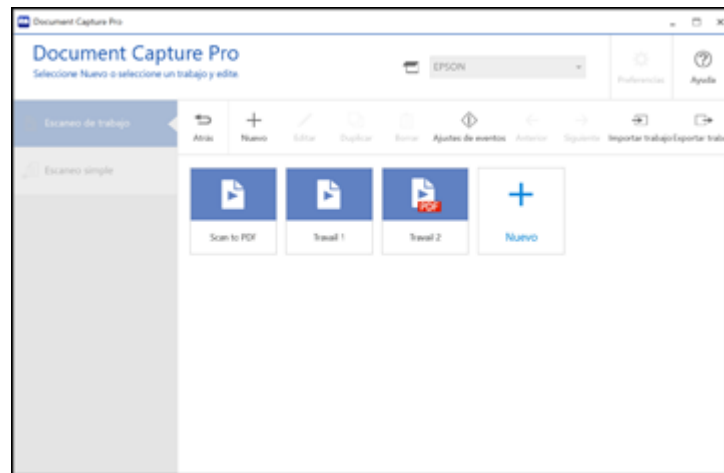 Document Capture Pro
Document Capture Pro
Seleccione Nuevo o seleccione un trabajo y edite.
EPSON
Preferencias
Ayuda
Escaneo de trabajo
Escaneo simple
Atrás
Nuevo
Editar
Duplicar
Borrar
Ajustes de eventos
Anterior
Siguiente
Importar trabajo
Exportar trab
Scan to PDF
Travail 1
PDF
Travail 2
Nuevo